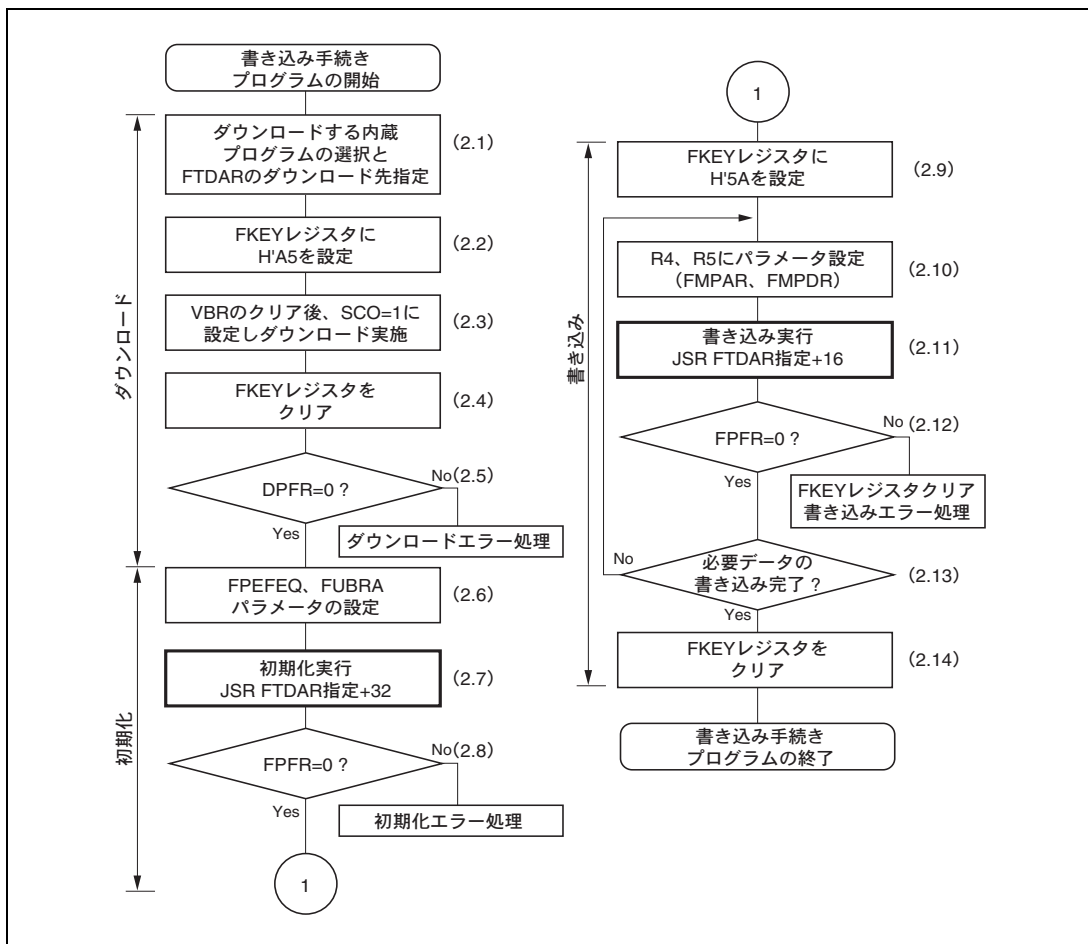 書き込み手続き
プログラムの開始
ダウンロード
ダウンロードする内蔵
プログラムの選択と
FTDARのダウンロード先指定
(2.1)
FKEYレジスタに
H'A5を設定
(2.2)
VBRのクリア後、SCO=1に
設定しダウンロード実施
(2.3)
FKEYレジスタを
クリア
(2.4)
DPFR=0 ?
No(2.5)
Yes
ダウンロードエラー処理
初期化
FPEFEQ、FUBRA
パラメータの設定
(2.6)
初期化実行
JSR FTDAR指定+32
(2.7)
FPFR=0 ?
No(2.8)
Yes
初期化エラー処理
1
1
書き込み
FKEYレジスタに
H'5Aを設定
(2.9)
R4、R5にパラメータ設定
(FMPAR、FMPDR)
(2.10)
書き込み実行
JSR FTDAR指定+16
(2.11)
FPFR=0 ?
No (2.12)
Yes
FKEYレジスタクリア
書き込みエラー処理
No
必要データの
書き込み完了 ?
(2.13)
Yes
FKEYレジスタを
クリア
(2.14)
書き込み手続き
プログラムの終了